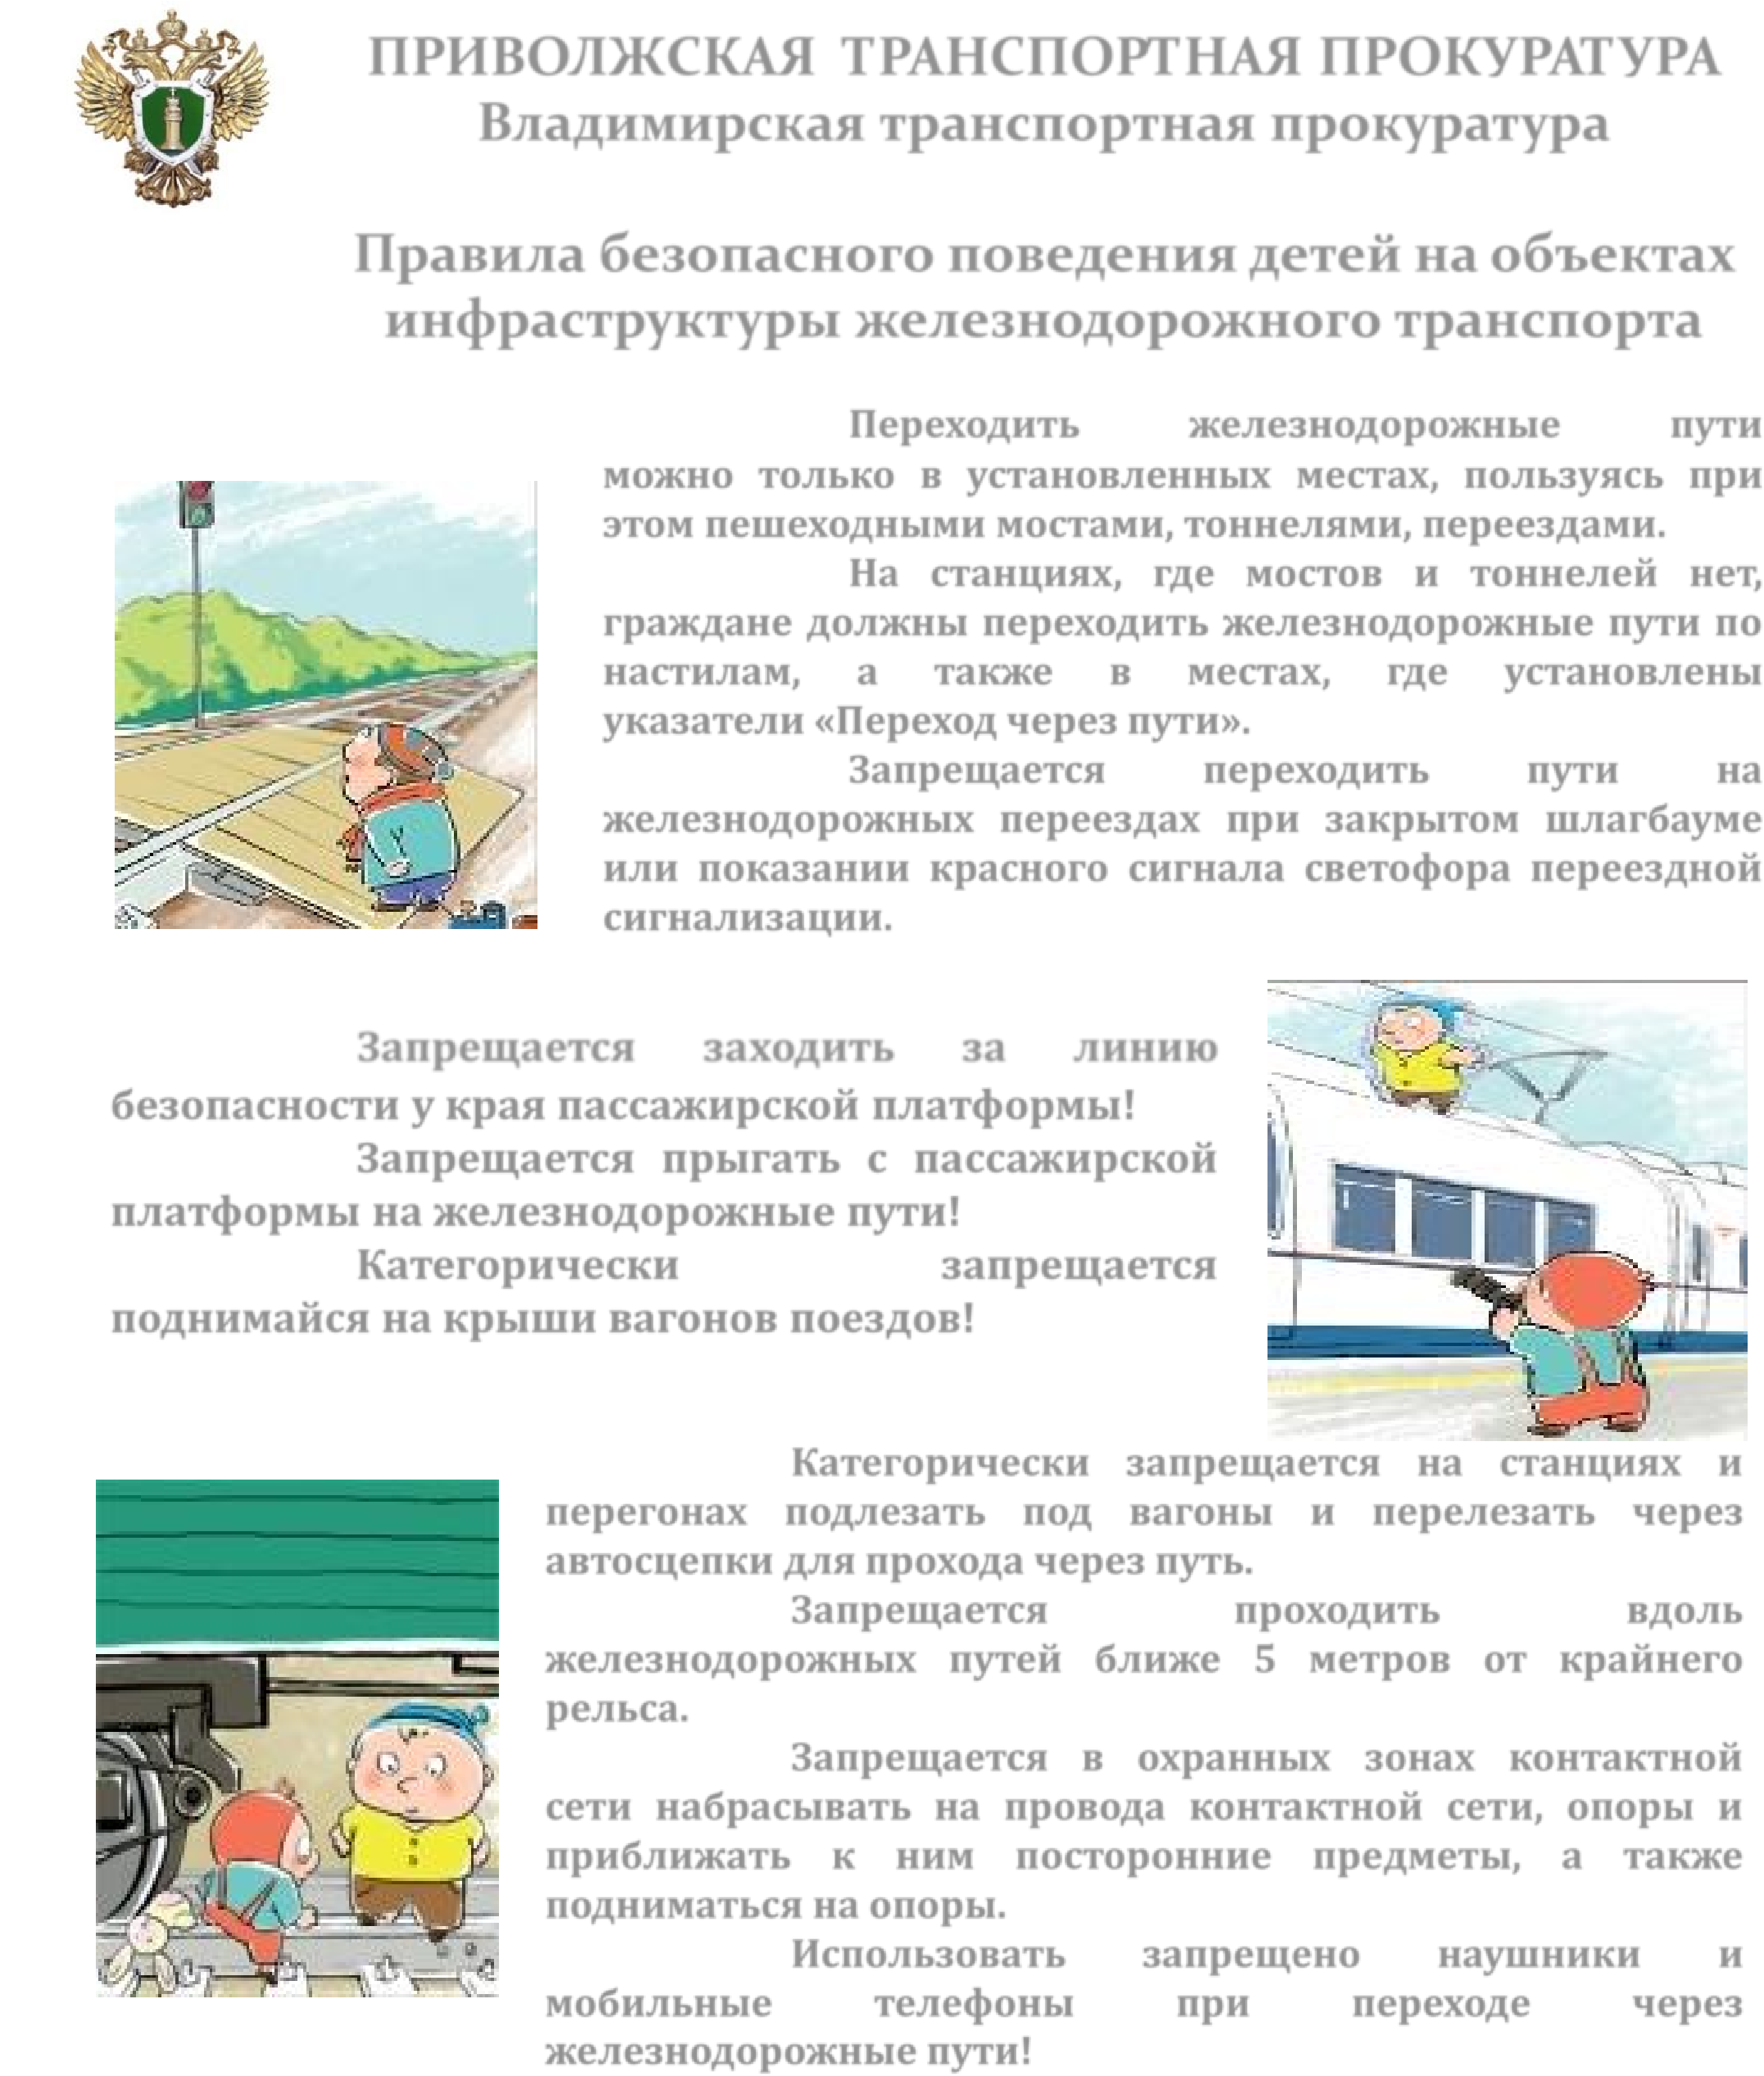 ПРИВОЛЖСКАЯ ТРАНСПОРТНАЯ ПРОКУРАТУРА
Владимирская транспортная прокуратура
Правила безопасного поведения детей на объектах
инфраструктуры железнодорожного транспорта
Переходить железнодорожные пути
можно только в установленных местах, пользуясь при
этом пешеходными мостами, тоннелями, переездами.
На станциях, где мостов и тоннелей нет,
граждане должны переходить железнодорожные пути по
настилам, а также в местах, где установлены
указатели «Переход через пути».
Запрещается переходить пути на
железнодорожных переездах при закрытом шлагбауме
или показании красного сигнала светофора переездной
сигнализации.
Запрещается заходить за линию
безопасности у края пассажирской платформы!
Запрещается прыгать с пассажирской
платформы на железнодорожные пути!
Категорически запрещается
поднимайся на крыши вагонов поездов!
Категорически запрещается на станциях и
перегонах подлезать под вагоны и перелезать через
автосцепки для прохода через путь.
Запрещается проходить вдоль
железнодорожных путей ближе 5 метров от крайнего
рельса.
Запрещается в охранных зонах контактной
сети набрасывать на провода контактной сети, опоры и
приближать к ним посторонние предметы, а также
подниматься на опоры.
Использовать запрещено наушники и
мобильные телефоны при переходе через
железнодорожные пути!